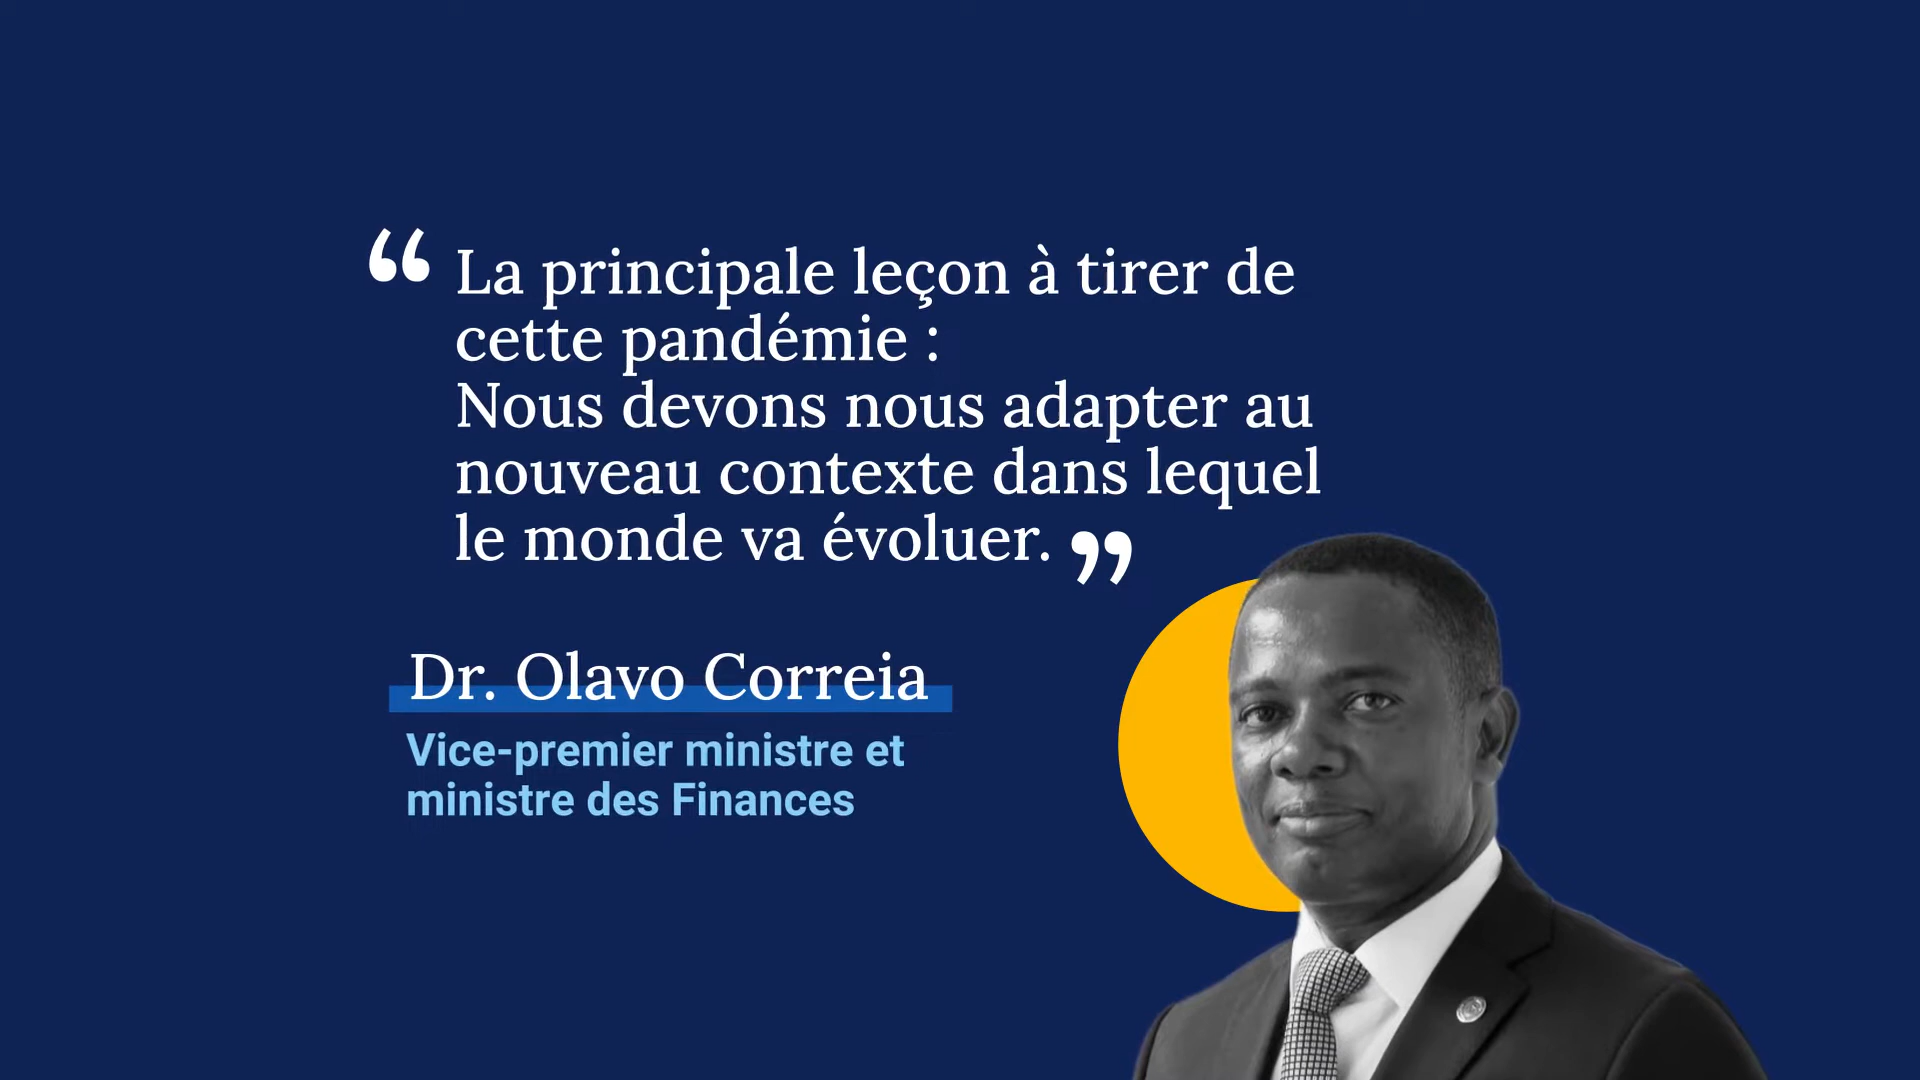 “La principale leçon à tirer de
cette pandémie :
Nous devons nous adapter au
nouveau contexte dans lequel
le monde va évoluer.”
Dr. Olavo Correia
Vice-premier ministre et
ministre des Finances